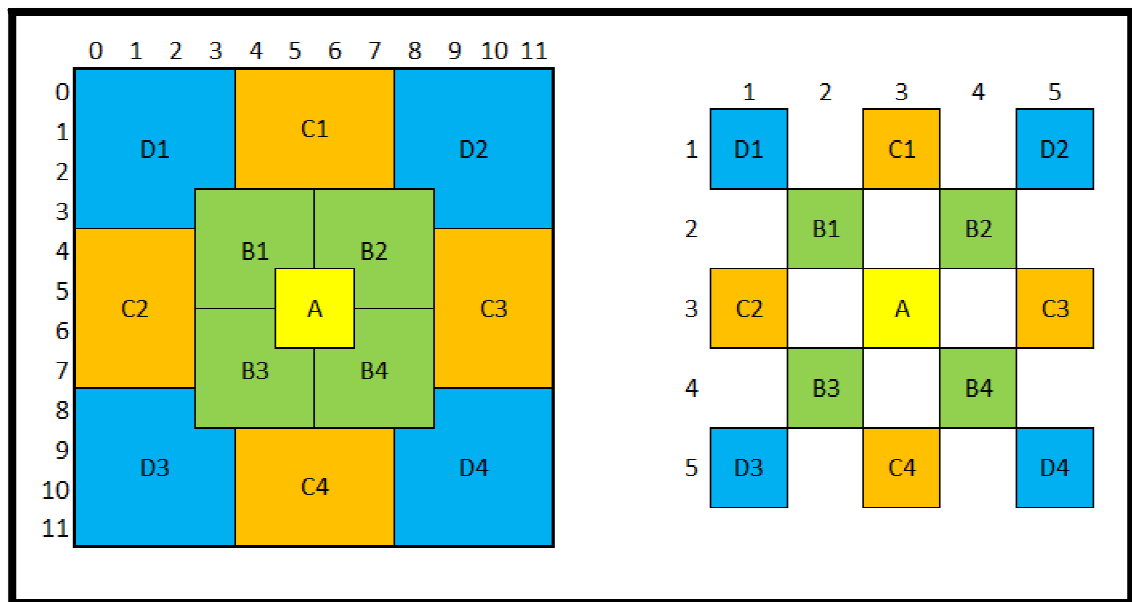 0 1 2 3 4 5 6 7 8 9 10 11
0
1
2
3
4
5
6
7
8
9
10
11
D1 C1 D2
B1 B2
C2 A C3
B3 B4
D3 C4 D4
1 2 3 4 5
1 D1 C1 D2
2 B1 B2
3 C2 A C3
4 B3 B4
5 D3 C4 D4